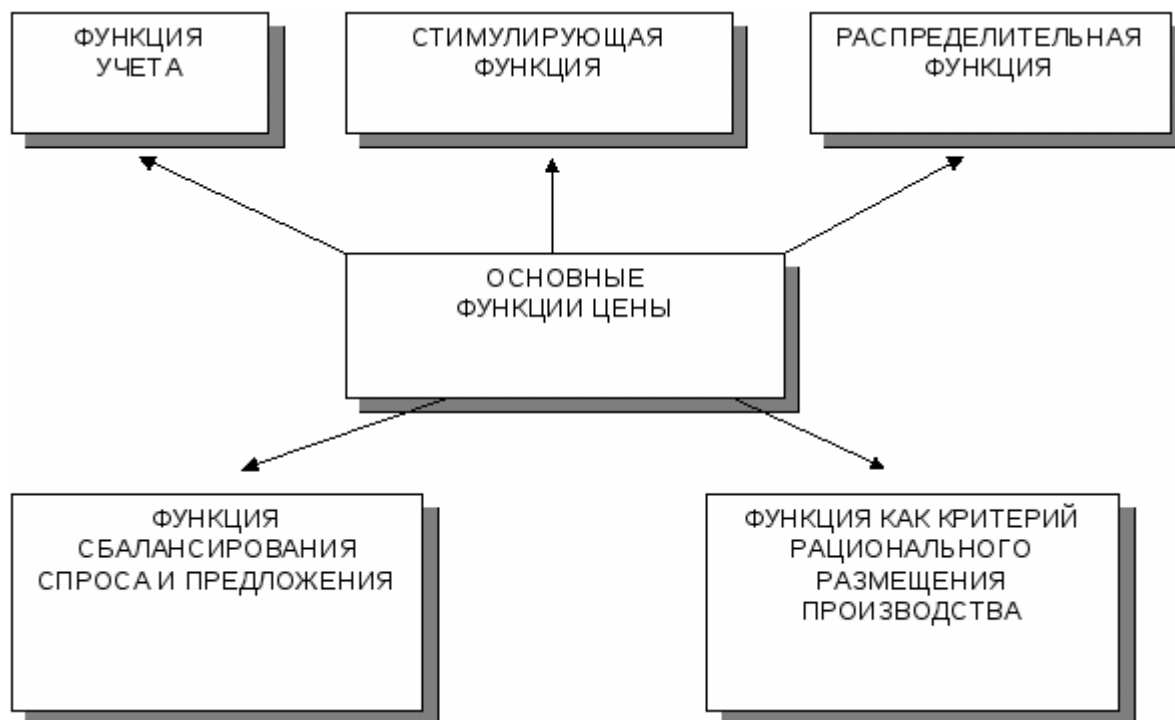 ФУНКЦИЯ
УЧЕТА
СТИМУЛИРУЮЩАЯ
ФУНКЦИЯ
РАСПРЕДЕЛИТЕЛЬНАЯ
ФУНКЦИЯ
ОСНОВНЫЕ
ФУНКЦИИ ЦЕНЫ
ФУНКЦИЯ
СБАЛАНСИРОВАНИЯ
СПРОСА И ПРЕДЛОЖЕНИЯ
ФУНКЦИЯ КАК КРИТЕРИЙ
РАЦИОНАЛЬНОГО
РАЗМЕЩЕНИЯ
ПРОИЗВОДСТВА